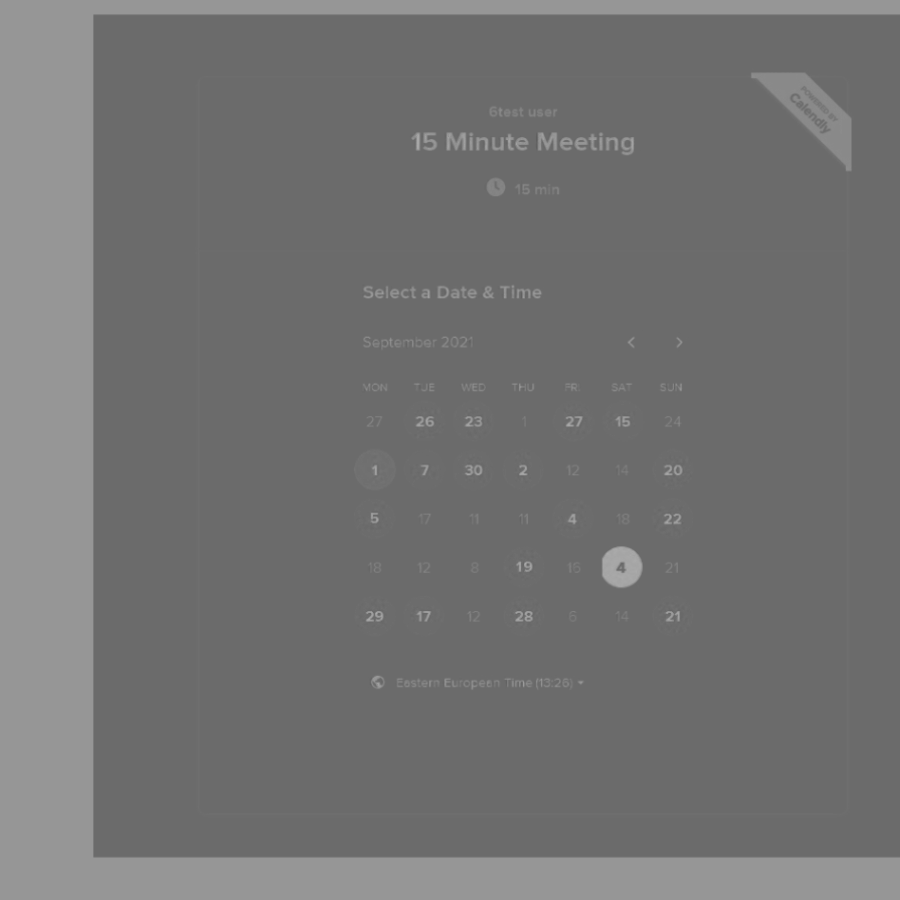 POWERED BY
Calendly
6test user
15 Minute Meeting
15 min
Select a Date & Time
September 2021
MON TUE WED THU FRI SAT SUN
27 26 23 1 27 15 24
1 7 30 2 12 14 20
5 17 11 11 4 18 22
18 12 8 19 15 4 21
29 17 12 28 6 14 21
Eastern European Time (13:26)